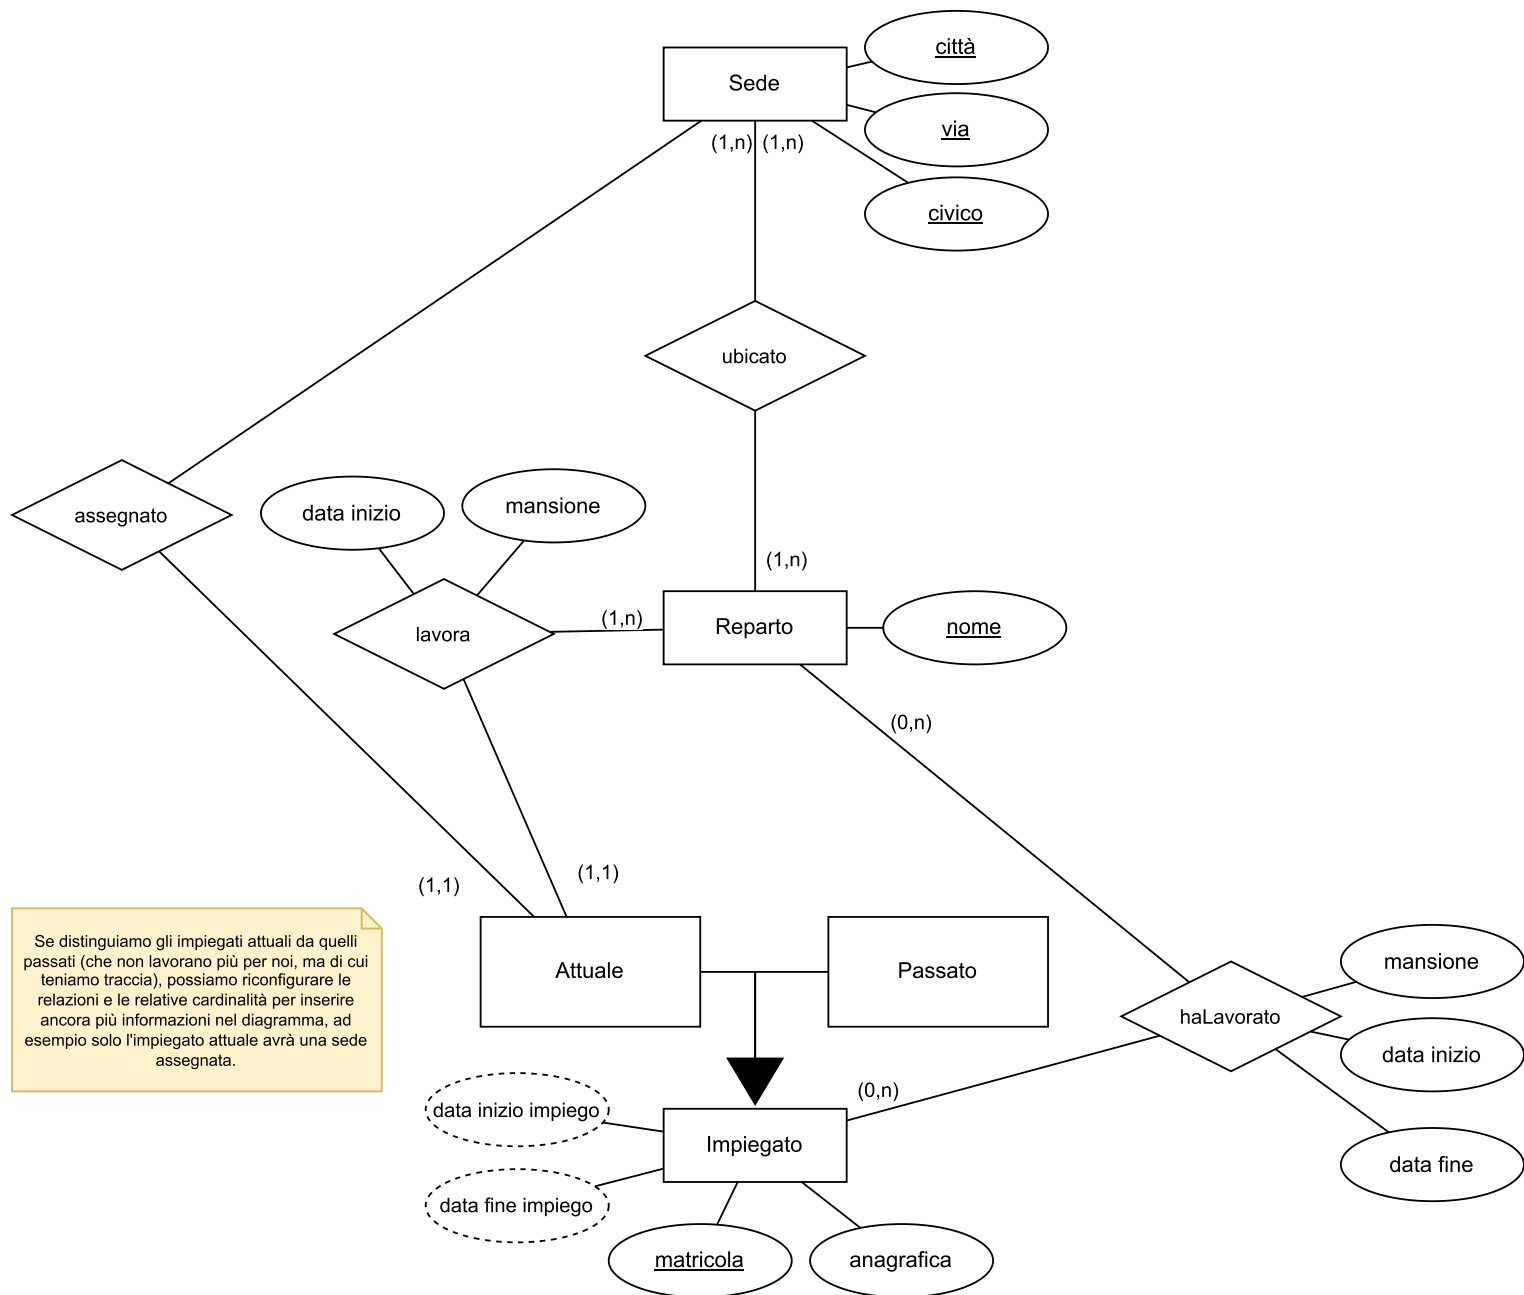 città
Sede
via
(1,n) (1,n)
civico
ubicato
assegnato
data inizio
mansione
(1,n)
lavora
(1,n)
Reparto
nome
(0,n)
(1,1)
(1,1)
Se distinguiamo gli impiegati attuali da quelli
passati (che non lavorano più per noi, ma di cui
teniamo traccia), possiamo riconfigurare le
relazioni e le relative cardinalità per inserire
ancora più informazioni nel diagramma, ad
esempio solo l'impiegato attuale avrà una sede
assegnata.
Attuale
Passato
mansione
haLavorato
data inizio
data fine
(0,n)
data inizio impiego
Impiegato
data fine impiego
matricola
anagrafica